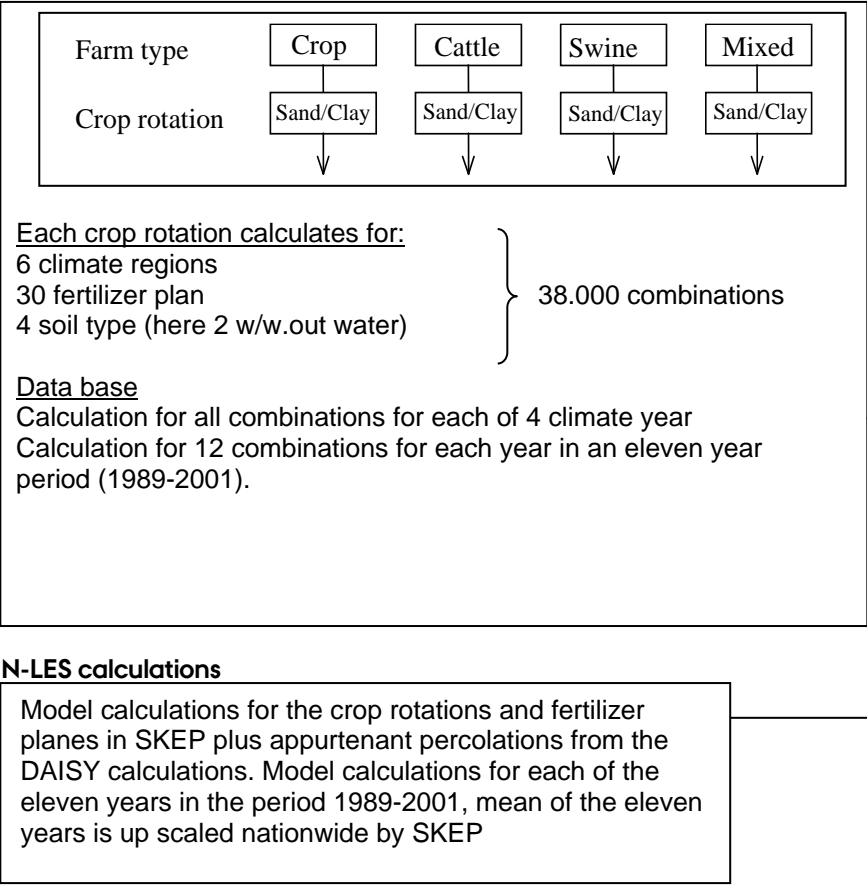 Farm type Crop Cattle Swine Mixed
Crop rotation Sand/Clay Sand/Clay Sand/Clay Sand/Clay
Each crop rotation calculates for:
6 climate regions
30 fertilizer plan 38.000 combinations
4 soil type (here 2 w/w.out water)
Data base
Calculation for all combinations for each of 4 climate year
Calculation for 12 combinations for each year in an eleven year
period (1989-2001).
N-LES calculations
Model calculations for the crop rotations and fertilizer
planes in SKEP plus appurtenant percolations from the
DAISY calculations. Model calculations for each of the
eleven years in the period 1989-2001, mean of the eleven
years is up scaled nationwide by SKEP